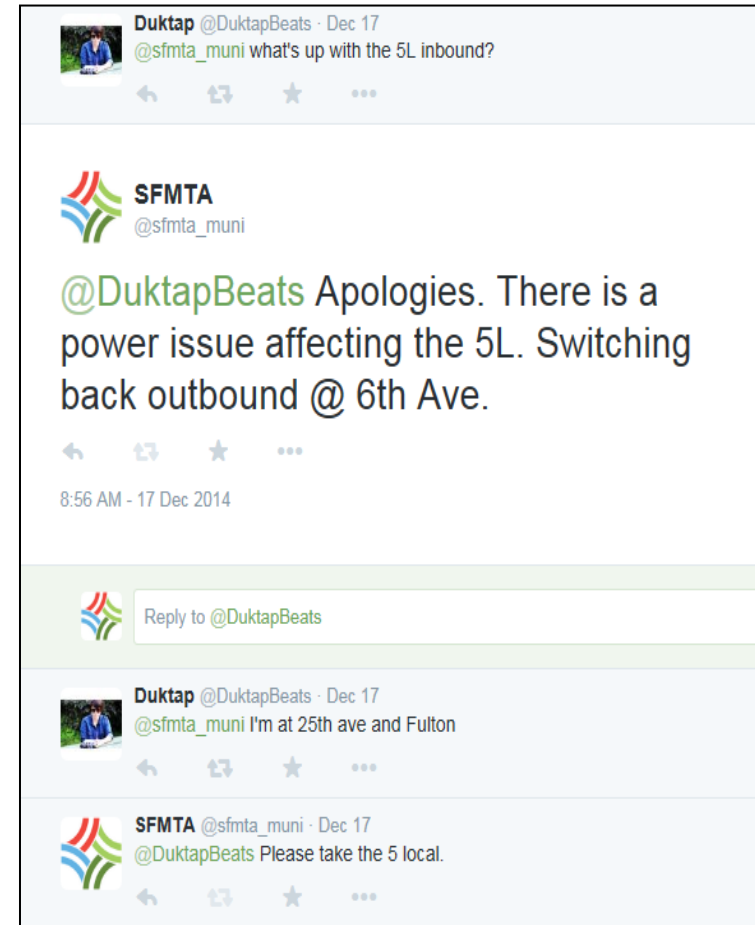 Duktap @DuktapBeats · Dec 17
@sfmta_muni what's up with the 5L inbound?
SFMTA
@sfmta_muni
@DuktapBeats Apologies. There is a
power issue affecting the 5L. Switching
back outbound @ 6th Ave.
8:56 AM - 17 Dec 2014
Reply to @DuktapBeats
Duktap @DuktapBeats · Dec 17
@sfmta_muni I'm at 25th ave and Fulton
SFMTA @sfmta_muni · Dec 17
@DuktapBeats Please take the 5 local.